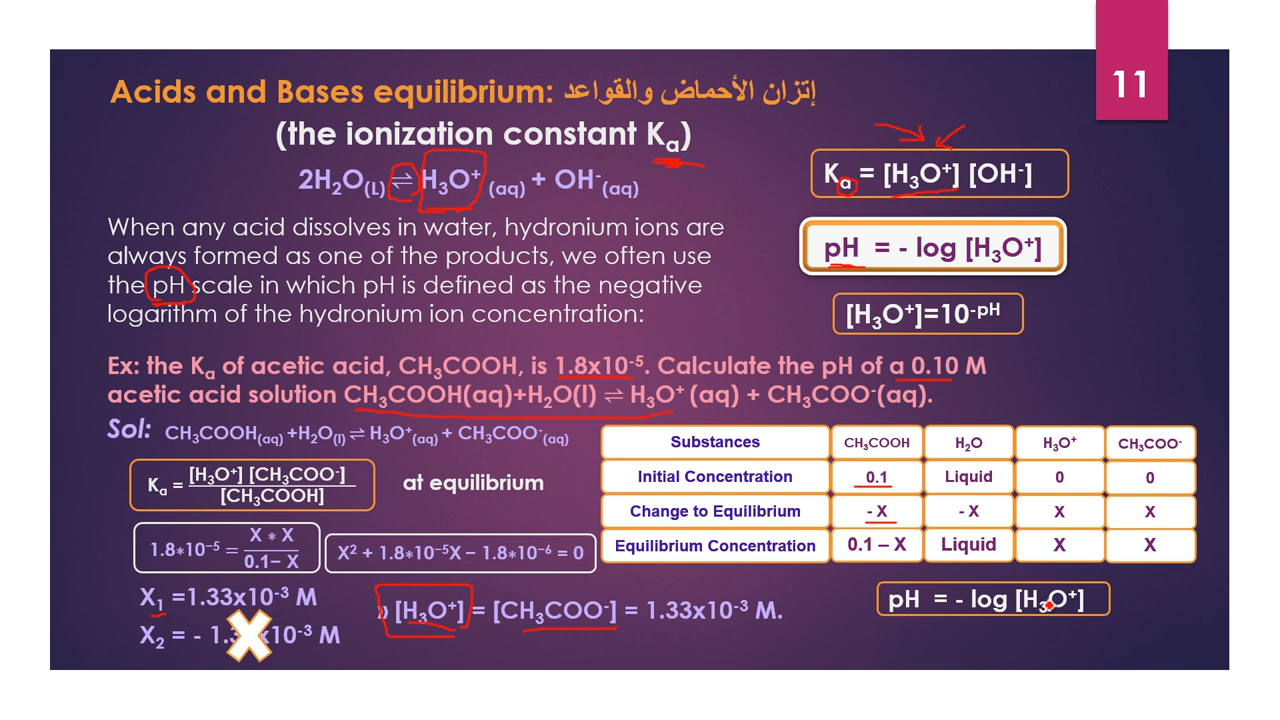 11
Acids and Bases equilibrium: إتزان الأحماض والقواعد
(the ionization constant Kₐ)
2H₂O(L) ⇌ H₃O⁺ (aq) + OH⁻(aq)
Kₐ = [H₃O⁺] [OH⁻]
When any acid dissolves in water, hydronium ions are
always formed as one of the products, we often use
the pH scale in which pH is defined as the negative
logarithm of the hydronium ion concentration:
pH = - log [H₃O⁺]
[H₃O⁺]=10⁻ᵖᴴ
Ex: the Kₐ of acetic acid, CH₃COOH, is 1.8x10⁻⁵. Calculate the pH of a 0.10 M
acetic acid solution CH₃COOH(aq)+H₂O(l) ⇌ H₃O⁺ (aq) + CH₃COO⁻(aq).
Sol: CH₃COOH(aq) +H₂O(l) ⇌ H₃O⁺(aq) + CH₃COO⁻(aq)
Kₐ = [H₃O⁺] [CH₃COO⁻] / [CH₃COOH] at equilibrium
1.8*10⁻⁵ = X * X / 0.1− X
X² + 1.8*10⁻⁵X − 1.8*10⁻⁶ = 0
Substances CH₃COOH H₂O H₃O⁺ CH₃COO⁻
Initial Concentration 0.1 Liquid 0 0
Change to Equilibrium - X - X X X
Equilibrium Concentration 0.1 – X Liquid X X
X₁ =1.33x10⁻³ M
X₂ = - 1.3 x10⁻³ M
[H₃O⁺] = [CH₃COO⁻] = 1.33x10⁻³ M.
pH = - log [H₃O⁺]